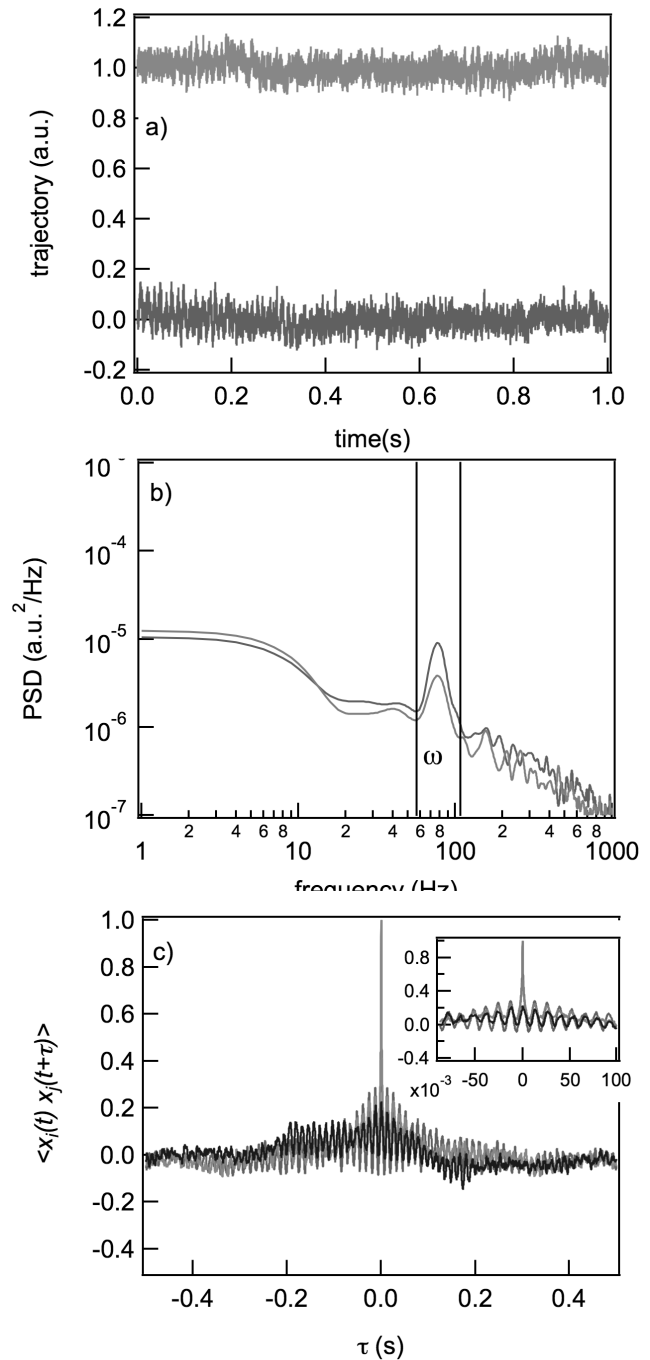 1.2
1.0
0.8
a)
0.6
0.4
0.2
0.0
-0.2
trajectory (a.u.)
0.0 0.2 0.4 0.6 0.8 1.0
time(s)
b)
10⁻⁴
10⁻⁵
10⁻⁶
10⁻⁷
PSD (a.u.²/Hz)
ω
2 4 6 8 2 4 6 8 2 4 6 8
1 10 100 1000
frequency (Hz)
1.0
c)
0.8
0.6
0.4
0.2
0.0
-0.2
-0.4
<xᵢ(t) xⱼ(t+τ)>
0.8
0.4
0.0
-0.4
x10⁻³ -50 0 50 100
-0.4 -0.2 0.0 0.2 0.4
τ (s)